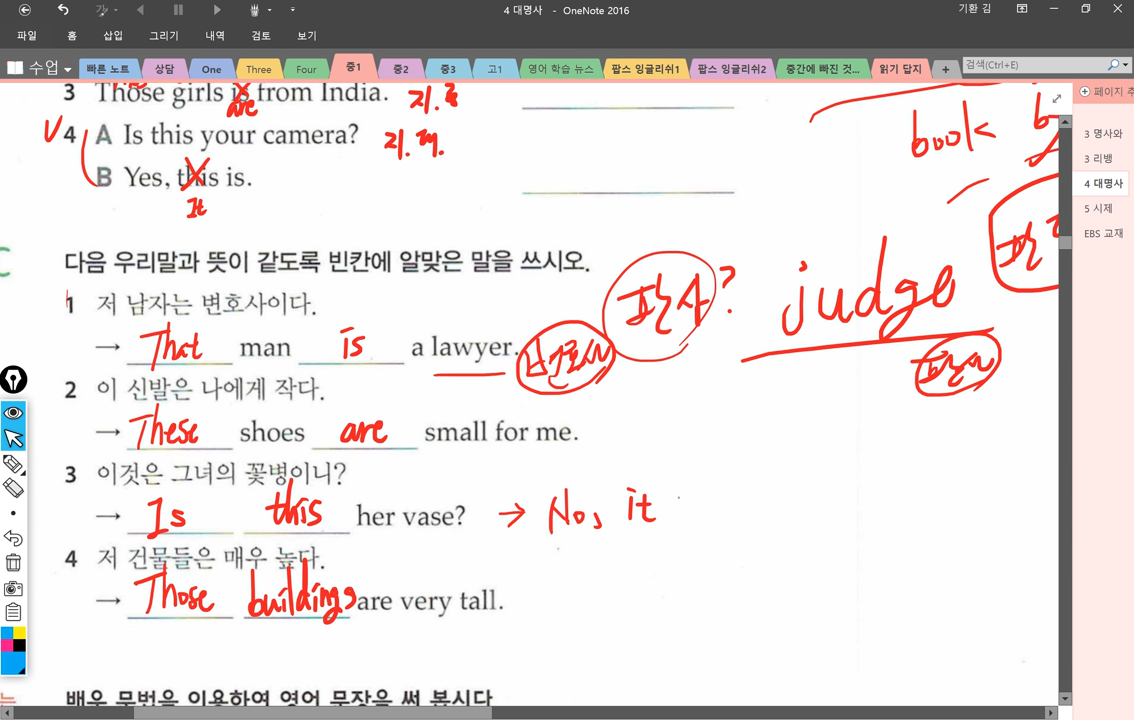 4 대명사 - OneNote 2016
기환 김
파일 홈 삽입 그리기 내역 검토 보기
수업 빠른 노트 상담 One Three Four 중1 중2 중3 고1 영어 학습 뉴스 팝스 잉글리쉬1 팝스 잉글리쉬2 중간에 빠진 것... 읽기 답지 + 검색(Ctrl+E)
페이지 추
3 명사와
3 리뱅
4 대명사
5 시제
EBS 교재
3 Those girls is from India.
are
4 A Is this your camera?
B Yes, this is.
It
book
C 다음 우리말과 뜻이 같도록 빈칸에 알맞은 말을 쓰시오.
1 저 남자는 변호사이다.
→ That man is a lawyer. 변호사
판사? judge
판사
2 이 신발은 나에게 작다.
→ These shoes are small for me.
3 이것은 그녀의 꽃병이니?
→ Is this her vase? → No, it
4 저 건물들은 매우 높다.
→ Those buildings are very tall.
배운 문법을 이용하여 영어 문장을 써 봅시다